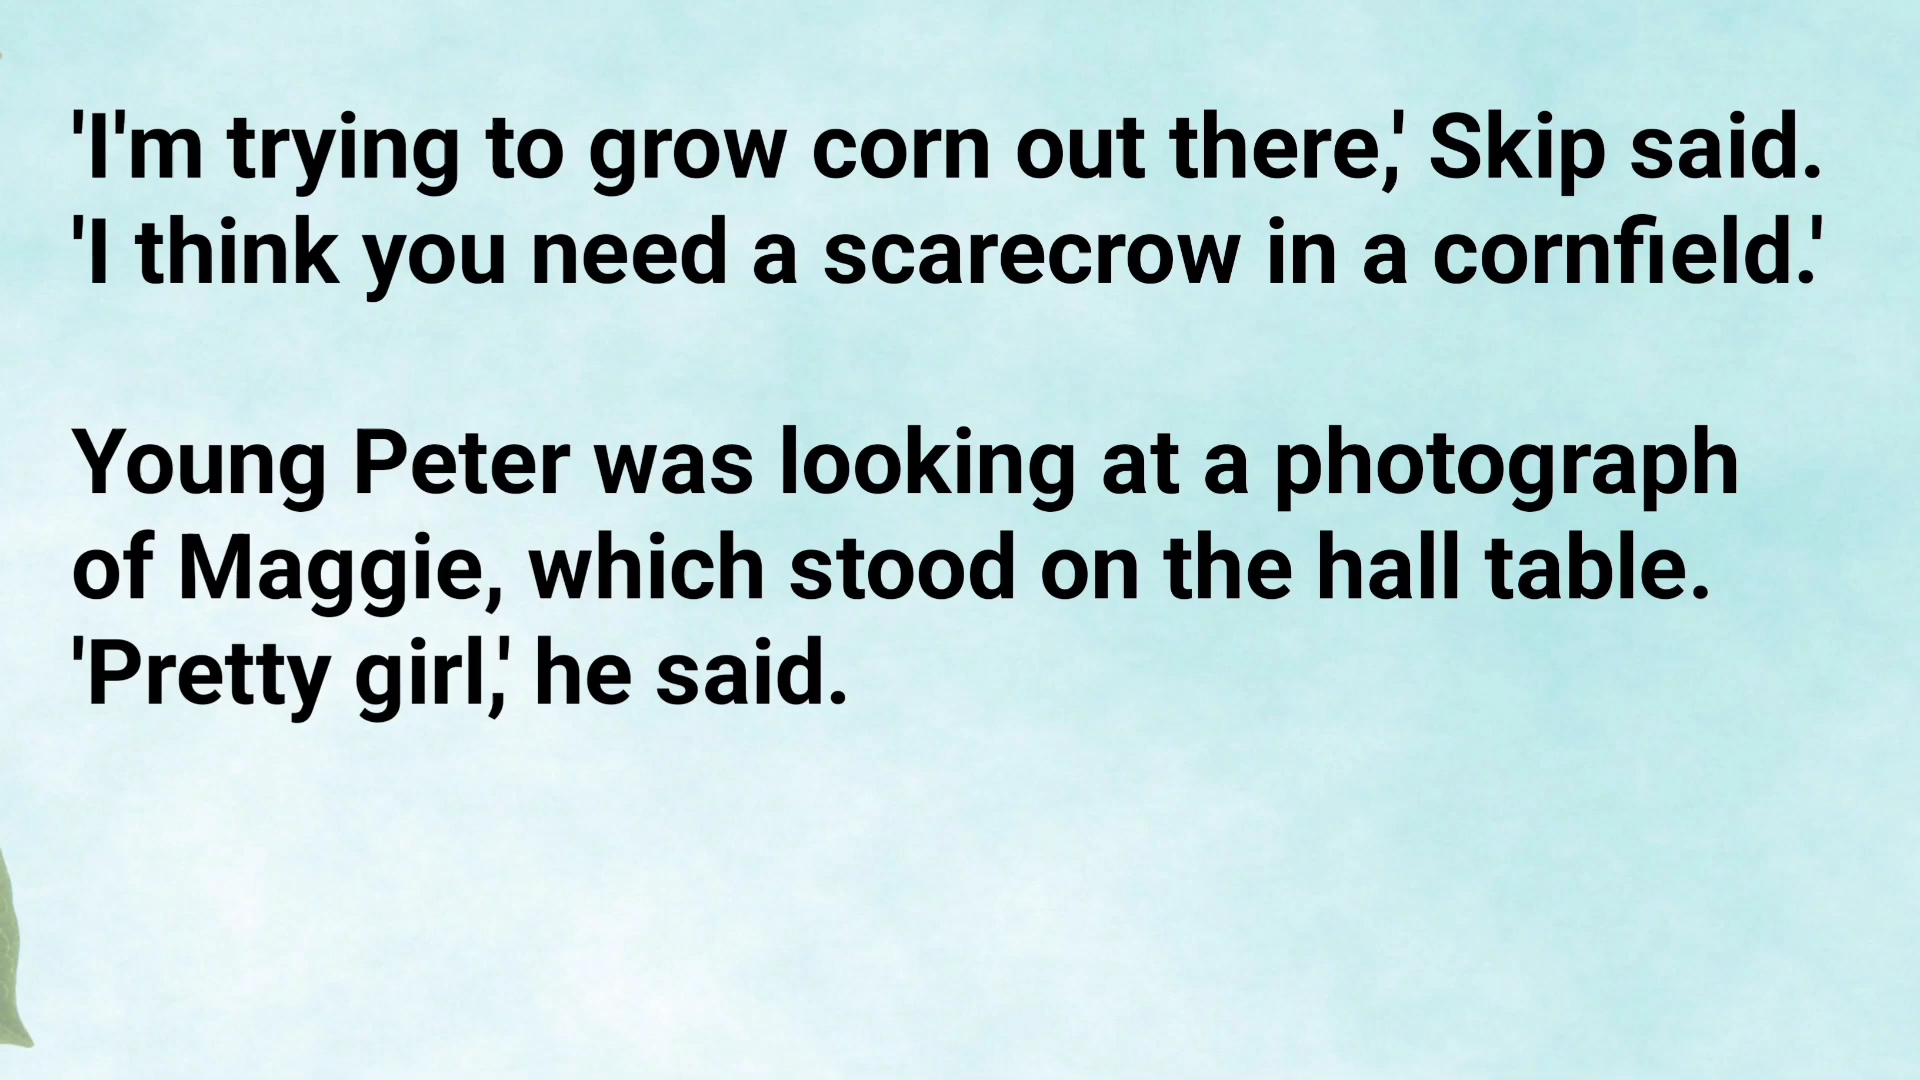 'I'm trying to grow corn out there,' Skip said.
'I think you need a scarecrow in a cornfield.'
Young Peter was looking at a photograph
of Maggie, which stood on the hall table.
'Pretty girl,' he said.